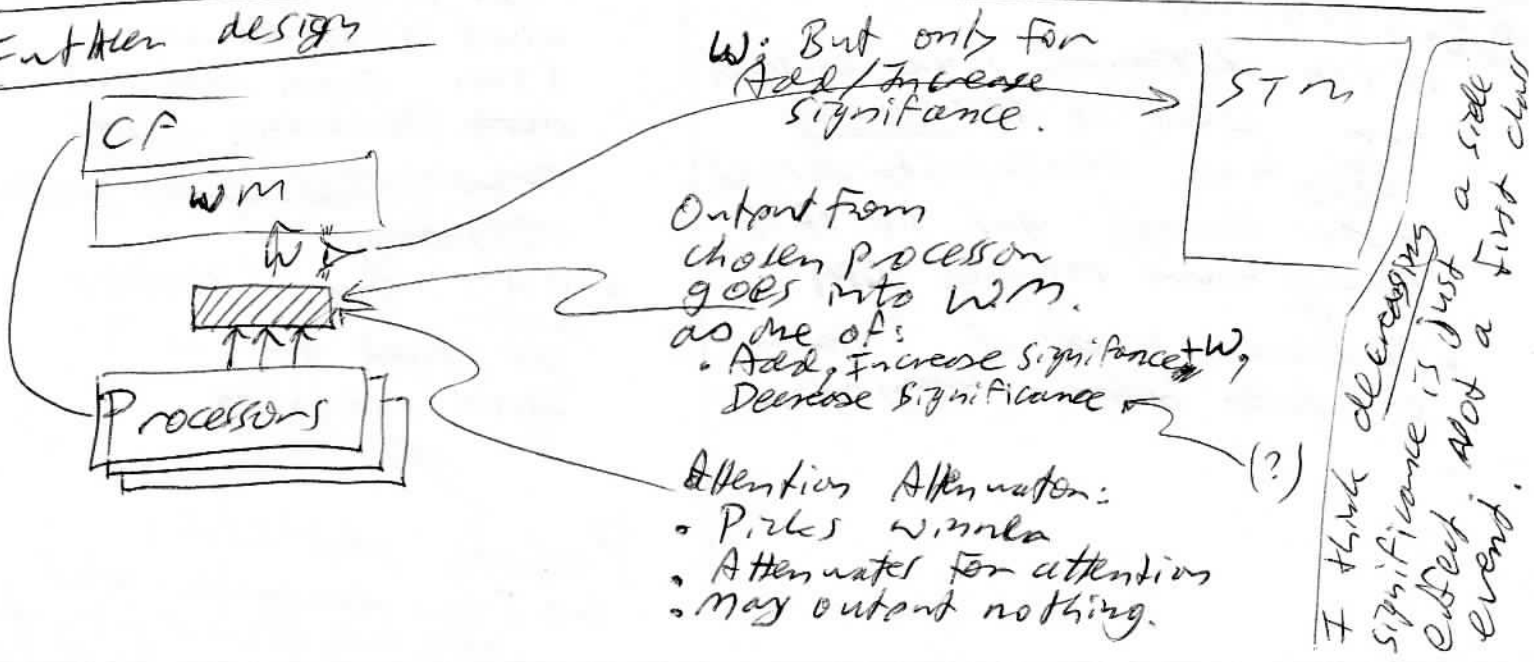 Further design
CP
WM
W
Processors
W: But only for
Add/Increase
significance.
STM
Output from
chosen processor
goes into WM.
as one of:
• Add, Increase significance + W,
Decrease significance
(?)
Attention Attenuator:
• Picks winner
• Attenuates for attention
• May output nothing.
I think decreasing
significance is just a side
effect not a first class
event.